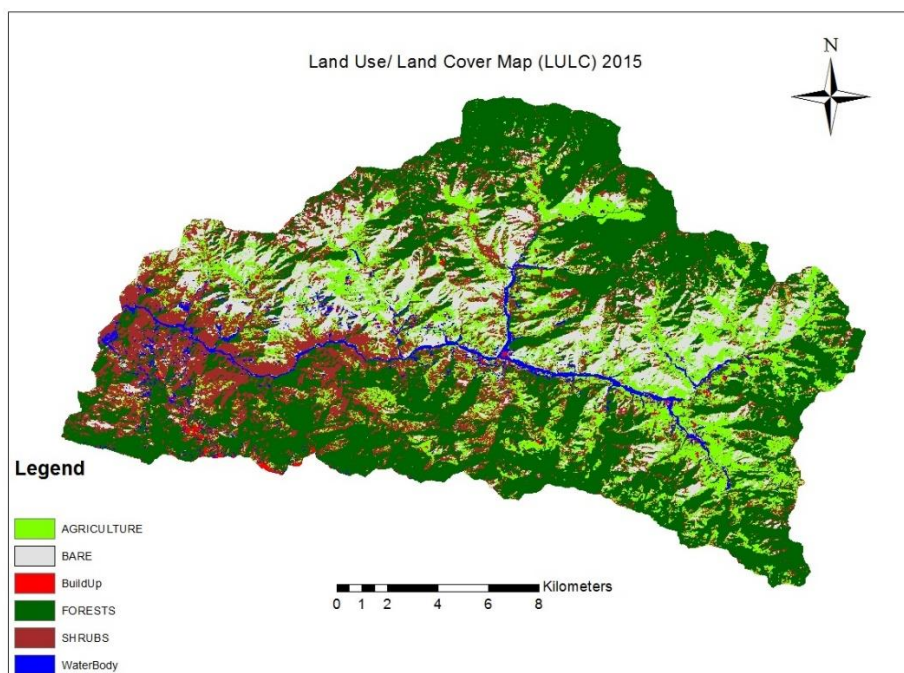 Land Use/ Land Cover Map (LULC) 2015
N
Legend
AGRICULTURE
BARE
BuildUp
FORESTS
SHRUBS
WaterBody
Kilometers
0 1 2 4 6 8